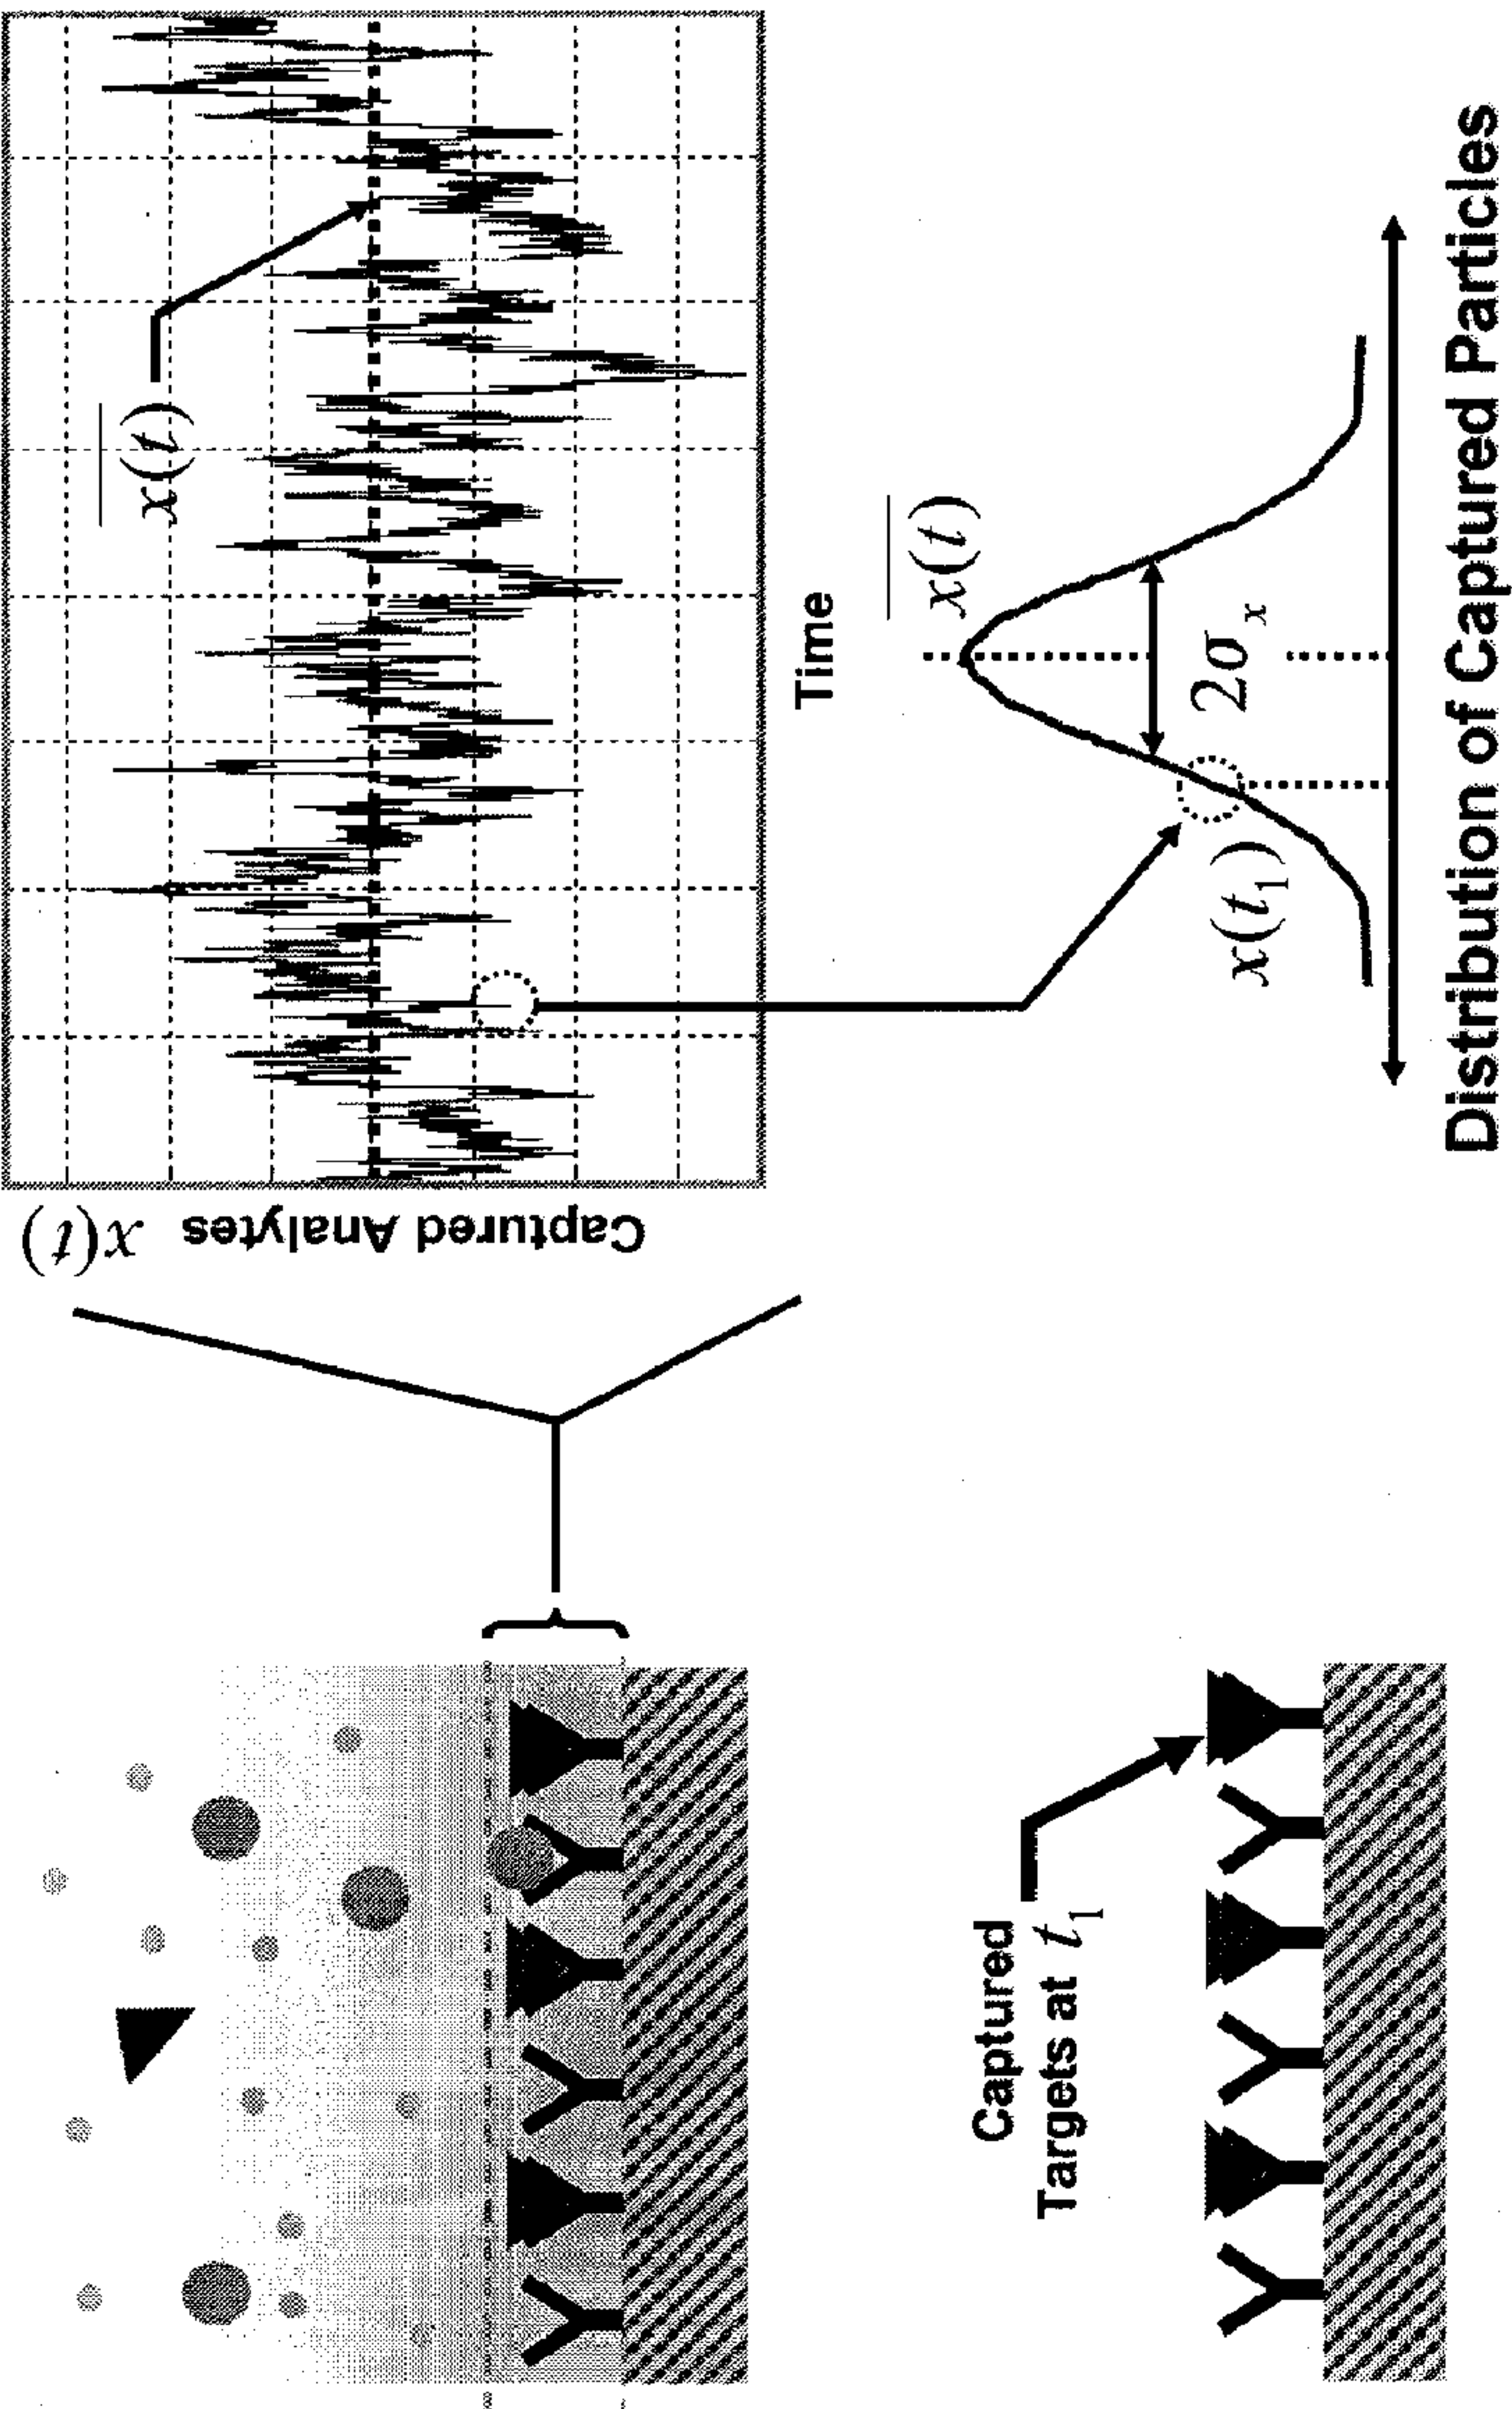 Captured Analytes x(t)
x(t)
Time
x(t)
2σx
x(t1)
Distribution of Captured Particles
Captured
Targets at t1